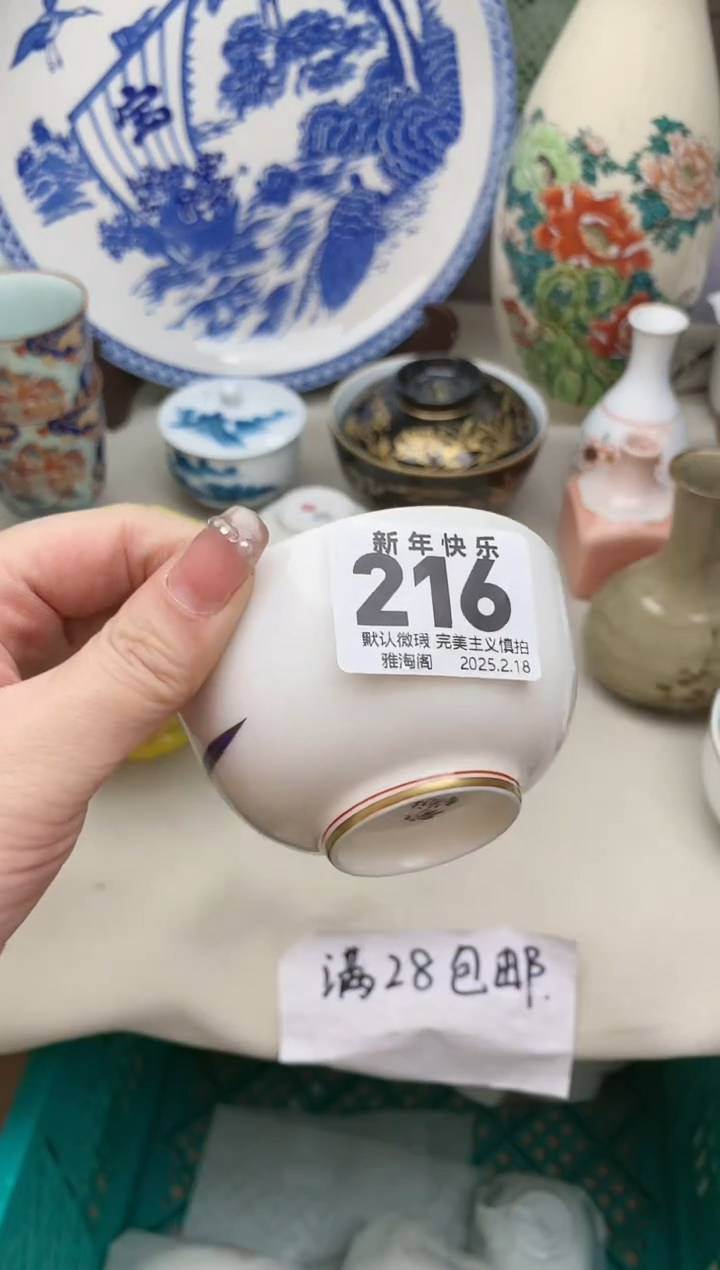 宝
新年快乐
216
默认微瑕 完美主义慎拍
雅淘阁 2025.2.18
满28包邮.